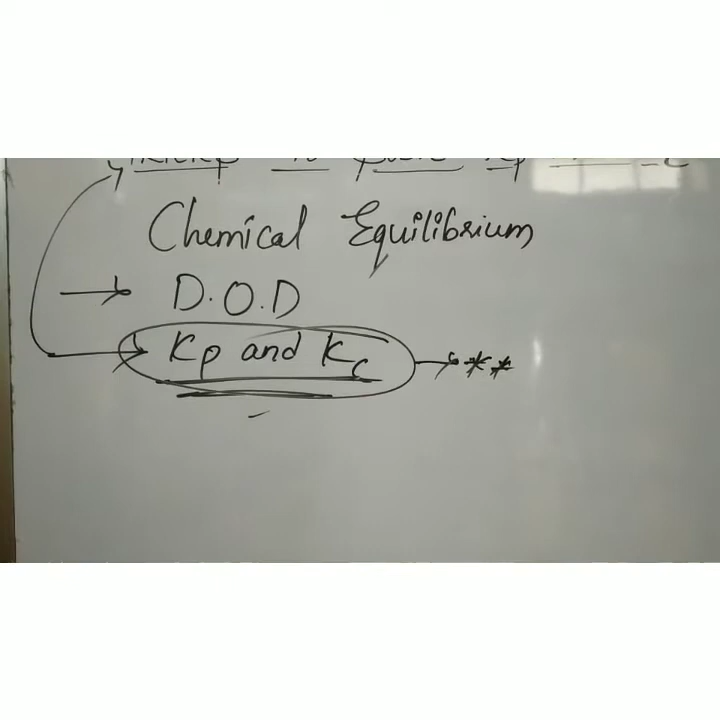 Chemical Equilibrium
→ D.O.D
Kp and Kc → **